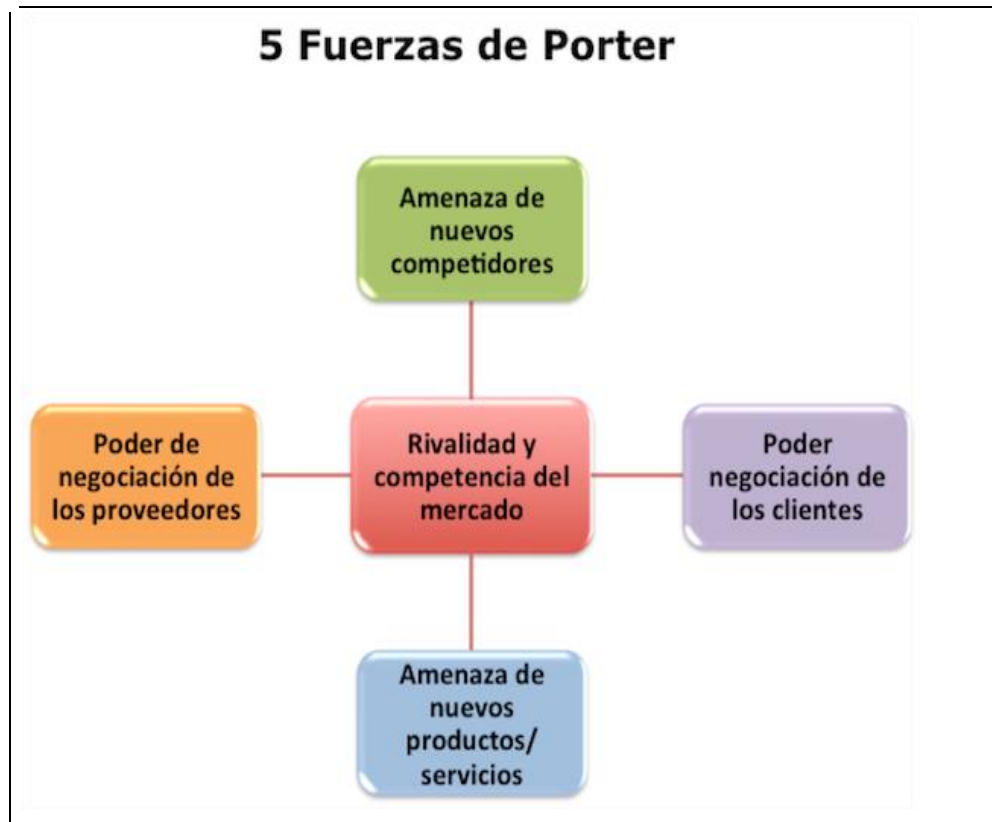 5 Fuerzas de Porter
Amenaza de
nuevos
competidores
Poder de
negociación de
los proveedores
Rivalidad y
competencia del
mercado
Poder
negociación de
los clientes
Amenaza de
nuevos
productos/
servicios